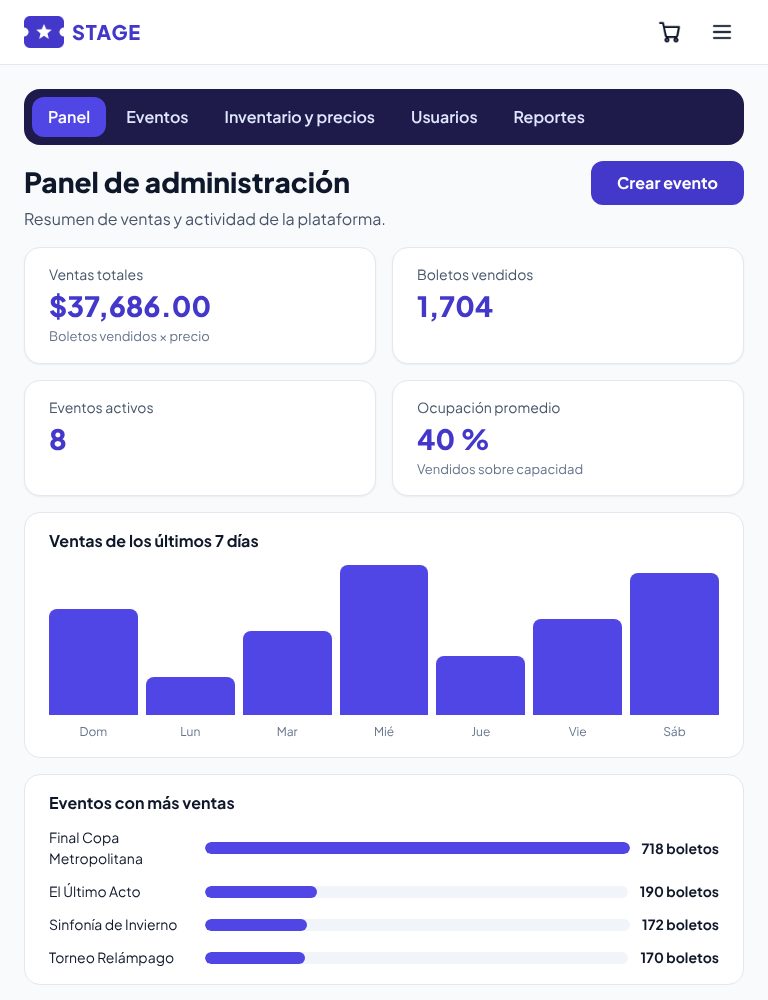 STAGE
Panel Eventos Inventario y precios Usuarios Reportes
Panel de administración
Crear evento
Resumen de ventas y actividad de la plataforma.
Ventas totales
$37,686.00
Boletos vendidos × precio
Boletos vendidos
1,704
Eventos activos
8
Ocupación promedio
40 %
Vendidos sobre capacidad
Ventas de los últimos 7 días
Dom Lun Mar Mié Jue Vie Sáb
Eventos con más ventas
Final Copa
Metropolitana
718 boletos
El Último Acto 190 boletos
Sinfonía de Invierno 172 boletos
Torneo Relámpago 170 boletos